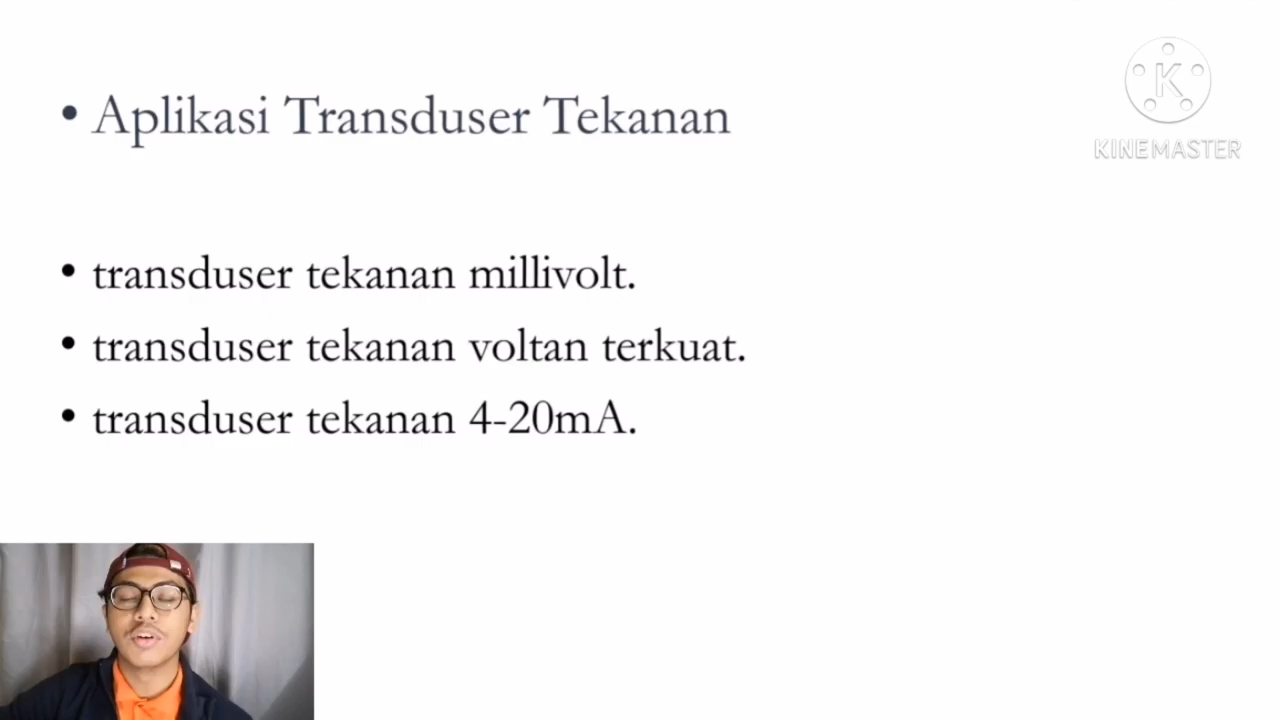 • Aplikasi Transduser Tekanan
K
KINEMASTER
• transduser tekanan millivolt.
• transduser tekanan voltan terkuat.
• transduser tekanan 4-20mA.